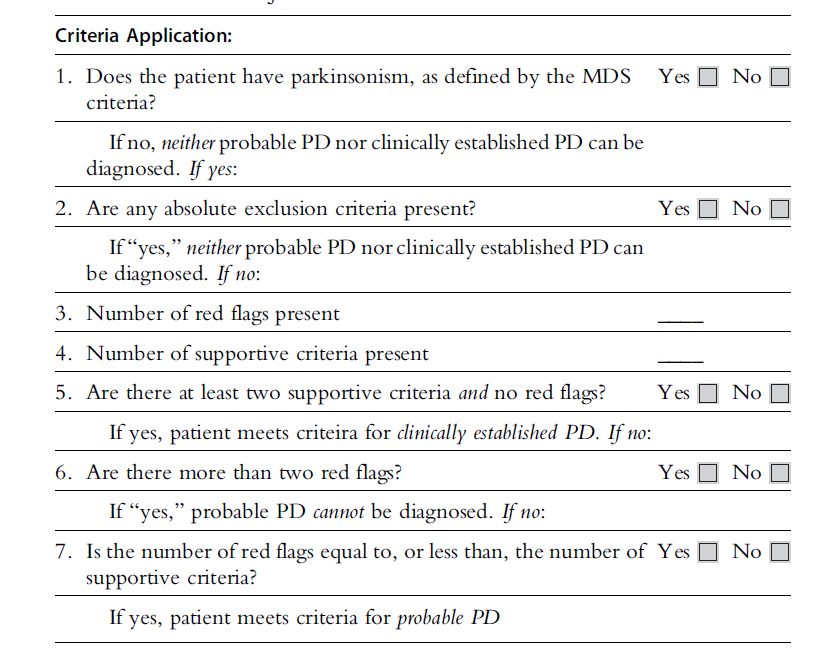 Criteria Application:
1. Does the patient have parkinsonism, as defined by the MDS Yes No
criteria?
If no, neither probable PD nor clinically established PD can be
diagnosed. If yes:
2. Are any absolute exclusion criteria present? Yes No
If “yes,” neither probable PD nor clinically established PD can
be diagnosed. If no:
3. Number of red flags present ____
4. Number of supportive criteria present ____
5. Are there at least two supportive criteria and no red flags? Yes No
If yes, patient meets criteira for clinically established PD. If no:
6. Are there more than two red flags? Yes No
If “yes,” probable PD cannot be diagnosed. If no:
7. Is the number of red flags equal to, or less than, the number of Yes No
supportive criteria?
If yes, patient meets criteria for probable PD